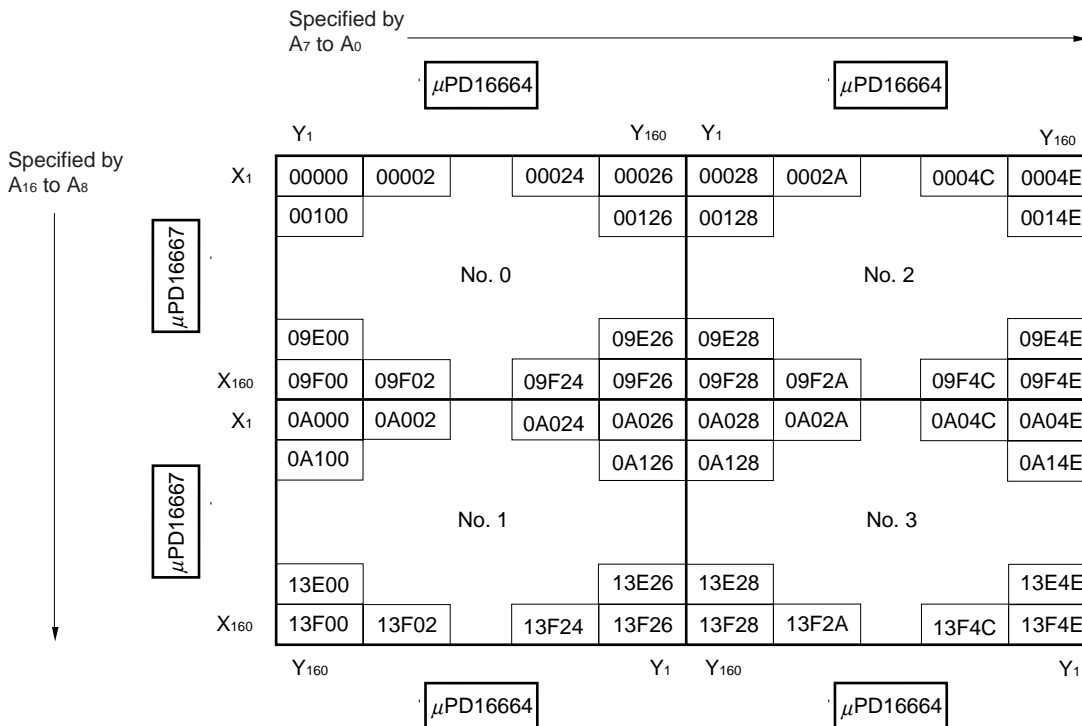 Specified by
A7 to A0
μPD16664 μPD16664
Y1 Y160 Y1 Y160
Specified by
A16 to A8
X1 00000 00002 00024 00026 00028 0002A 0004C 0004E
00100 00126 00128 0014E
μPD16667
No. 0 No. 2
09E00 09E26 09E28 09E4E
X160 09F00 09F02 09F24 09F26 09F28 09F2A 09F4C 09F4E
X1 0A000 0A002 0A024 0A026 0A028 0A02A 0A04C 0A04E
0A100 0A126 0A128 0A14E
μPD16667
No. 1 No. 3
13E00 13E26 13E28 13E4E
X160 13F00 13F02 13F24 13F26 13F28 13F2A 13F4C 13F4E
Y160 Y1 Y160 Y1
μPD16664 μPD16664